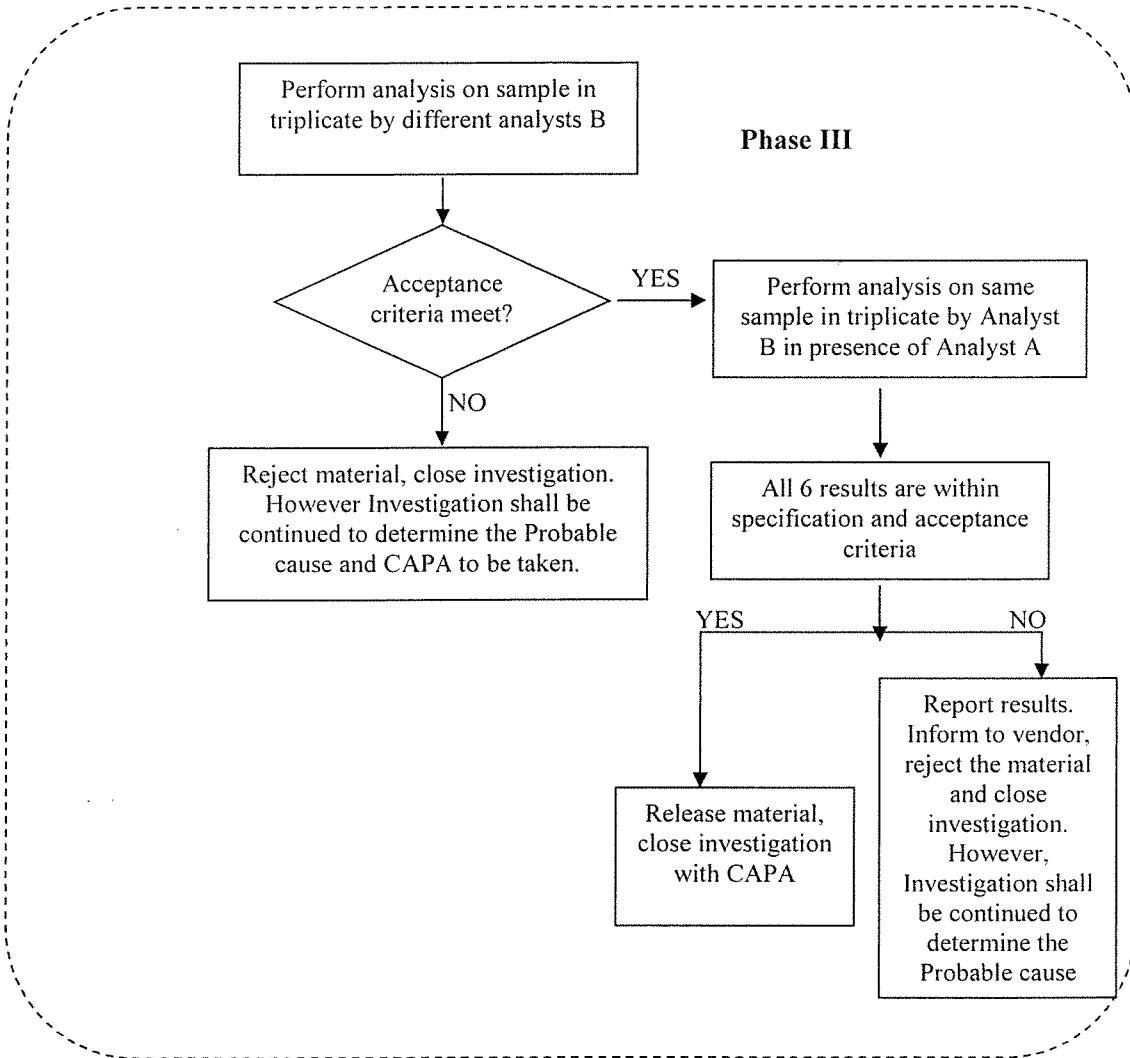 Perform analysis on sample in
triplicate by different analysts B
Phase III
Acceptance
criteria meet?
YES
Perform analysis on same
sample in triplicate by Analyst
B in presence of Analyst A
NO
Reject material, close investigation.
However Investigation shall be
continued to determine the Probable
cause and CAPA to be taken.
All 6 results are within
specification and acceptance
criteria
YES
NO
Release material,
close investigation
with CAPA
Report results.
Inform to vendor,
reject the material
and close
investigation.
However,
Investigation shall
be continued to
determine the
Probable cause